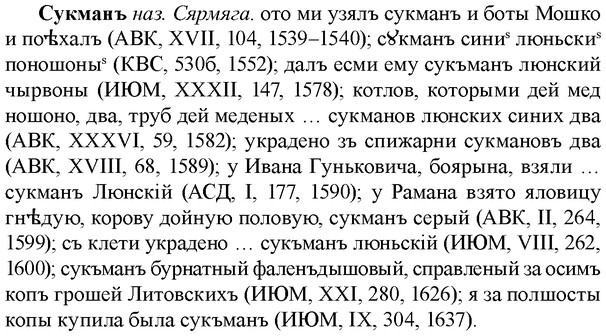 Сукманъ наз. Сярмяга. ото ми узялъ сукманъ и боты Мошко
и поѣхалъ (АВК, XVII, 104, 1539–1540); сꙋкманъ синиˢ люньскиˢ
поношоныˢ (КВС, 530б, 1552); далъ есми ему сукъманъ люнский
чырвоны (ИЮМ, XXXII, 147, 1578); котлов, которыми дей мед
ношоно, два, труб дей меденых … сукманов люнских синих два
(АВК, XXXVI, 59, 1582); украдено зъ спижарни сукмановъ два
(АВК, XVIII, 68, 1589); у Ивана Гуньковича, боярына, взяли …
сукманъ Люнскій (АСД, I, 177, 1590); у Рамана взято яловицу
гнѣдую, корову дойную половую, сукманъ серый (АВК, II, 264,
1599); съ клети украдено … сукъманъ люньскій (ИЮМ, VIII, 262,
1600); сукъманъ бурнатный фаленъдышовый, справленый за осимъ
копъ грошей Литовскихъ (ИЮМ, XXI, 280, 1626); я за полшосты
копы купила была сукъманъ (ИЮМ, IX, 304, 1637).